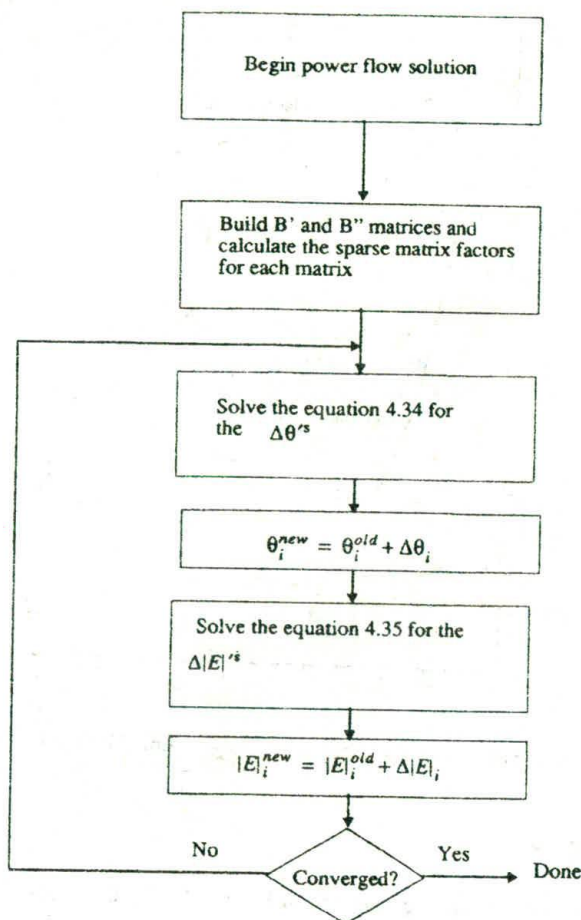 Begin power flow solution
Build B' and B" matrices and
calculate the sparse matrix factors
for each matrix
Solve the equation 4.34 for
the Δθ's
θ_i^{new} = θ_i^{old} + Δθ_i
Solve the equation 4.35 for the
Δ|E|'s
|E|_i^{new} = |E|_i^{old} + Δ|E|_i
No
Converged?
Yes
Done